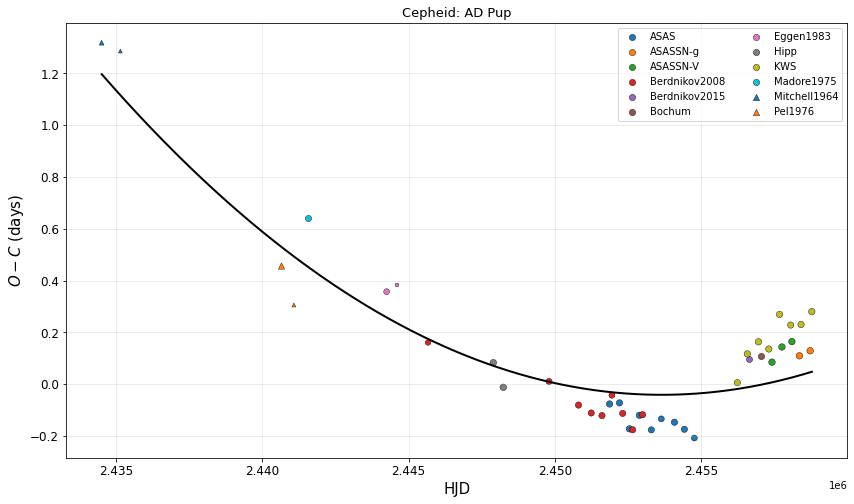 Cepheid: AD Pup
ASAS
ASASSN-g
ASASSN-V
Berdnikov2008
Berdnikov2015
Bochum
Eggen1983
Hipp
KWS
Madore1975
Mitchell1964
Pel1976
O − C (days)
1.2
1.0
0.8
0.6
0.4
0.2
0.0
−0.2
2.435 2.440 2.445 2.450 2.455
1e6
HJD